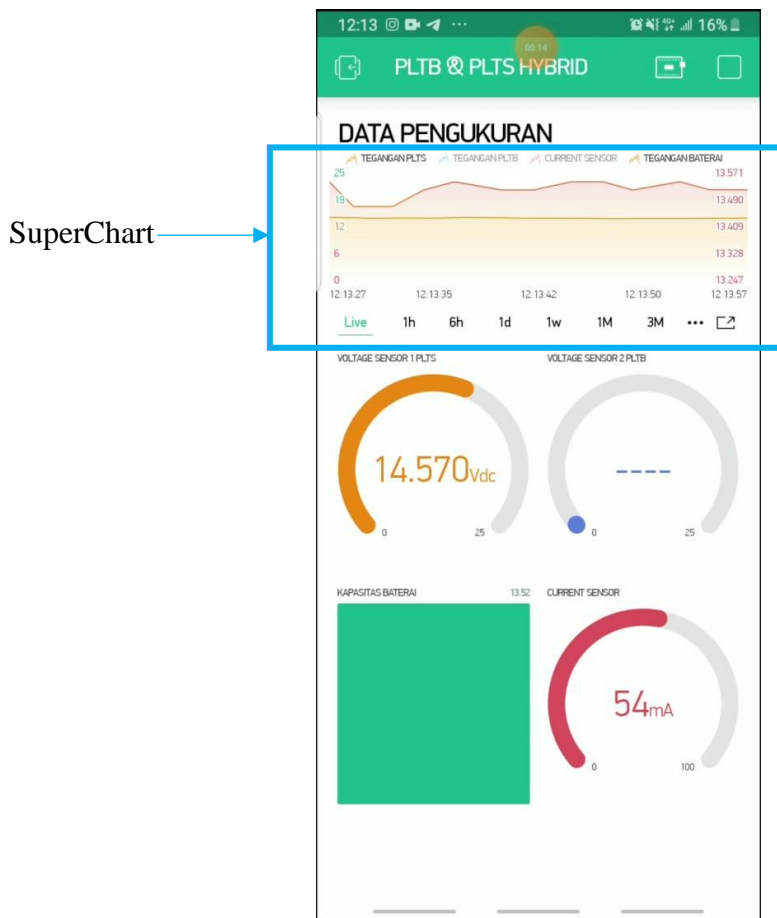 12:13 16%
00:14
PLTB & PLTS HYBRID
DATA PENGUKURAN
TEGANGAN PLTS TEGANGAN PLTB CURRENT SENSOR TEGANGAN BATERAI
25 13.571
19 13.490
12 13.409
6 13.328
0 13.247
12:13:27 12:13:35 12:13:42 12:13:50 12:13:57
Live 1h 6h 1d 1w 1M 3M •••
SuperChart
VOLTAGE SENSOR 1 PLTS VOLTAGE SENSOR 2 PLTB
14.570Vdc ----
0 25 0 25
KAPASITAS BATERAI 13.52 CURRENT SENSOR
54mA
0 100